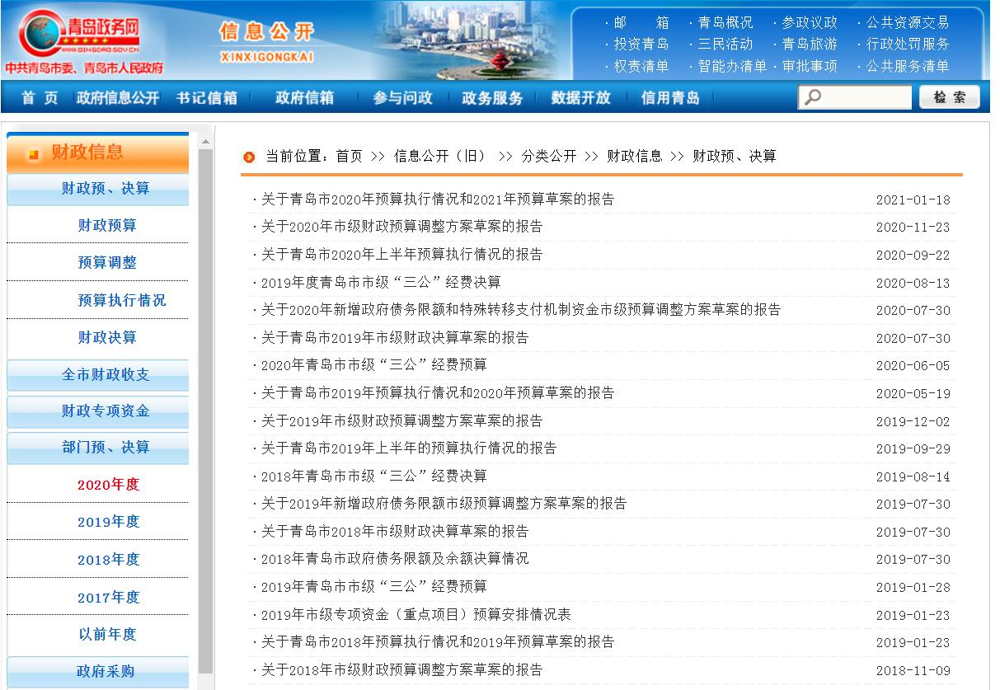 青岛政务网
WWW.QINGDAO.GOV.CN
中共青岛市委、青岛市人民政府
信息公开
XINXIGONGKAI
·邮　箱 ·青岛概况 ·参政议政 ·公共资源交易
·投资青岛 ·三民活动 ·青岛旅游 ·行政处罚服务
·权责清单 ·智能办清单 ·审批事项 ·公共服务清单
首 页 政府信息公开 书记信箱 政府信箱 参与问政 政务服务 数据开放 信用青岛 检 索
财政信息
财政预、决算
财政预算
预算调整
预算执行情况
财政决算
全市财政收支
财政专项资金
部门预、决算
2020年度
2019年度
2018年度
2017年度
以前年度
政府采购
当前位置：首页 >> 信息公开（旧） >> 分类公开 >> 财政信息 >> 财政预、决算
·关于青岛市2020年预算执行情况和2021年预算草案的报告 2021-01-18
·关于2020年市级财政预算调整方案草案的报告 2020-11-23
·关于青岛市2020年上半年预算执行情况的报告 2020-09-22
·2019年度青岛市市级“三公”经费决算 2020-08-13
·关于2020年新增政府债务限额和特殊转移支付机制资金市级预算调整方案草案的报告 2020-07-30
·关于青岛市2019年市级财政决算草案的报告 2020-07-30
·2020年青岛市市级“三公”经费预算 2020-06-05
·关于青岛市2019年预算执行情况和2020年预算草案的报告 2020-05-19
·关于2019年市级财政预算调整方案草案的报告 2019-12-02
·关于青岛市2019年上半年的预算执行情况的报告 2019-09-29
·2018年青岛市市级“三公”经费决算 2019-08-14
·关于2019年新增政府债务限额市级预算调整方案草案的报告 2019-07-30
·关于青岛市2018年市级财政决算草案的报告 2019-07-30
·2018年青岛市政府债务限额及余额决算情况 2019-07-30
·2019年青岛市市级“三公”经费预算 2019-01-28
·2019年市级专项资金（重点项目）预算安排情况表 2019-01-23
·关于青岛市2018年预算执行情况和2019年预算草案的报告 2019-01-23
·关于2018年市级财政预算调整方案草案的报告 2018-11-09